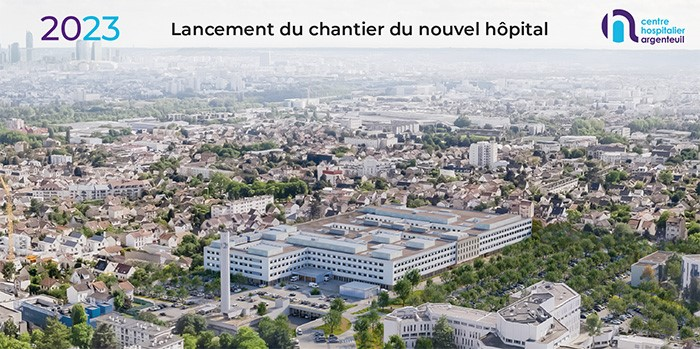 2023
Lancement du chantier du nouvel hôpital
centre
hospitalier
argenteuil